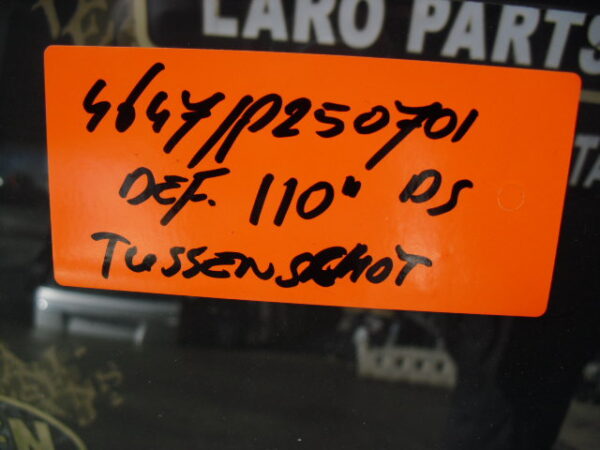 LARO PARTS
4647/P250701
DEF. 110" DS
TUSSENSCHOT